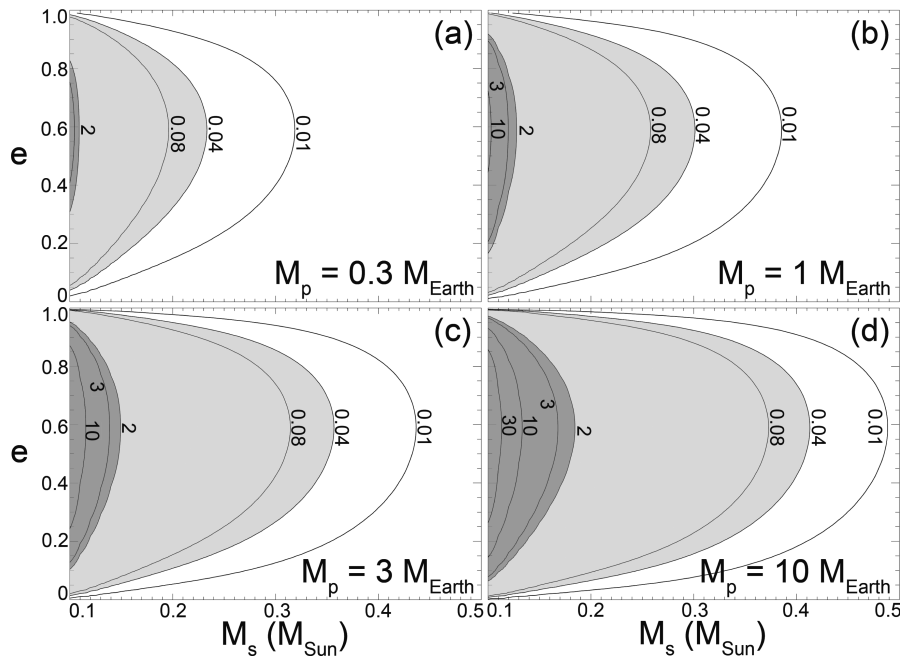 1.0
0.8
0.6
0.4
0.2
0
e
(a)
2
0.08
0.04
0.01
M_p = 0.3 M_Earth
(b)
3
10
2
0.08
0.04
0.01
M_p = 1 M_Earth
1.0
0.8
0.6
0.4
0.2
0
e
(c)
3
10
2
0.08
0.04
0.01
M_p = 3 M_Earth
(d)
3
30
10
2
0.08
0.04
0.01
M_p = 10 M_Earth
0.1 0.2 0.3 0.4 0.5
0.1 0.2 0.3 0.4 0.5
M_s (M_Sun)
M_s (M_Sun)